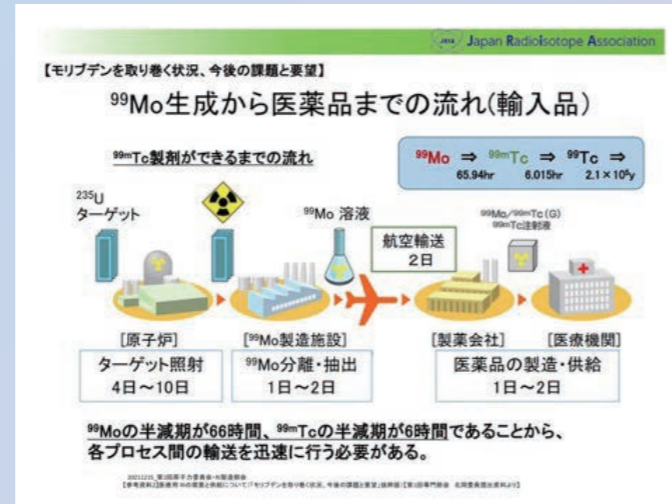 JRIA Japan Radioisotope Association
【モリブデンを取り巻く状況、今後の課題と要望】
⁹⁹Mo生成から医薬品までの流れ(輸入品)
⁹⁹ᵐTc製剤ができるまでの流れ
⁹⁹Mo ⇒ ⁹⁹ᵐTc ⇒ ⁹⁹Tc ⇒
65.94hr 6.015hr 2.1×10⁵y
²³⁵U
ターゲット
⁹⁹Mo 溶液
航空輸送
2日
⁹⁹Mo/⁹⁹ᵐTc(G)
⁹⁹ᵐTc注射液
[原子炉] [⁹⁹Mo製造施設] [製薬会社] [医療機関]
ターゲット照射
4日~10日
⁹⁹Mo分離・抽出
1日~2日
医薬品の製造・供給
1日~2日
⁹⁹Moの半減期が66時間、⁹⁹ᵐTcの半減期が6時間であることから、
各プロセス間の輸送を迅速に行う必要がある。